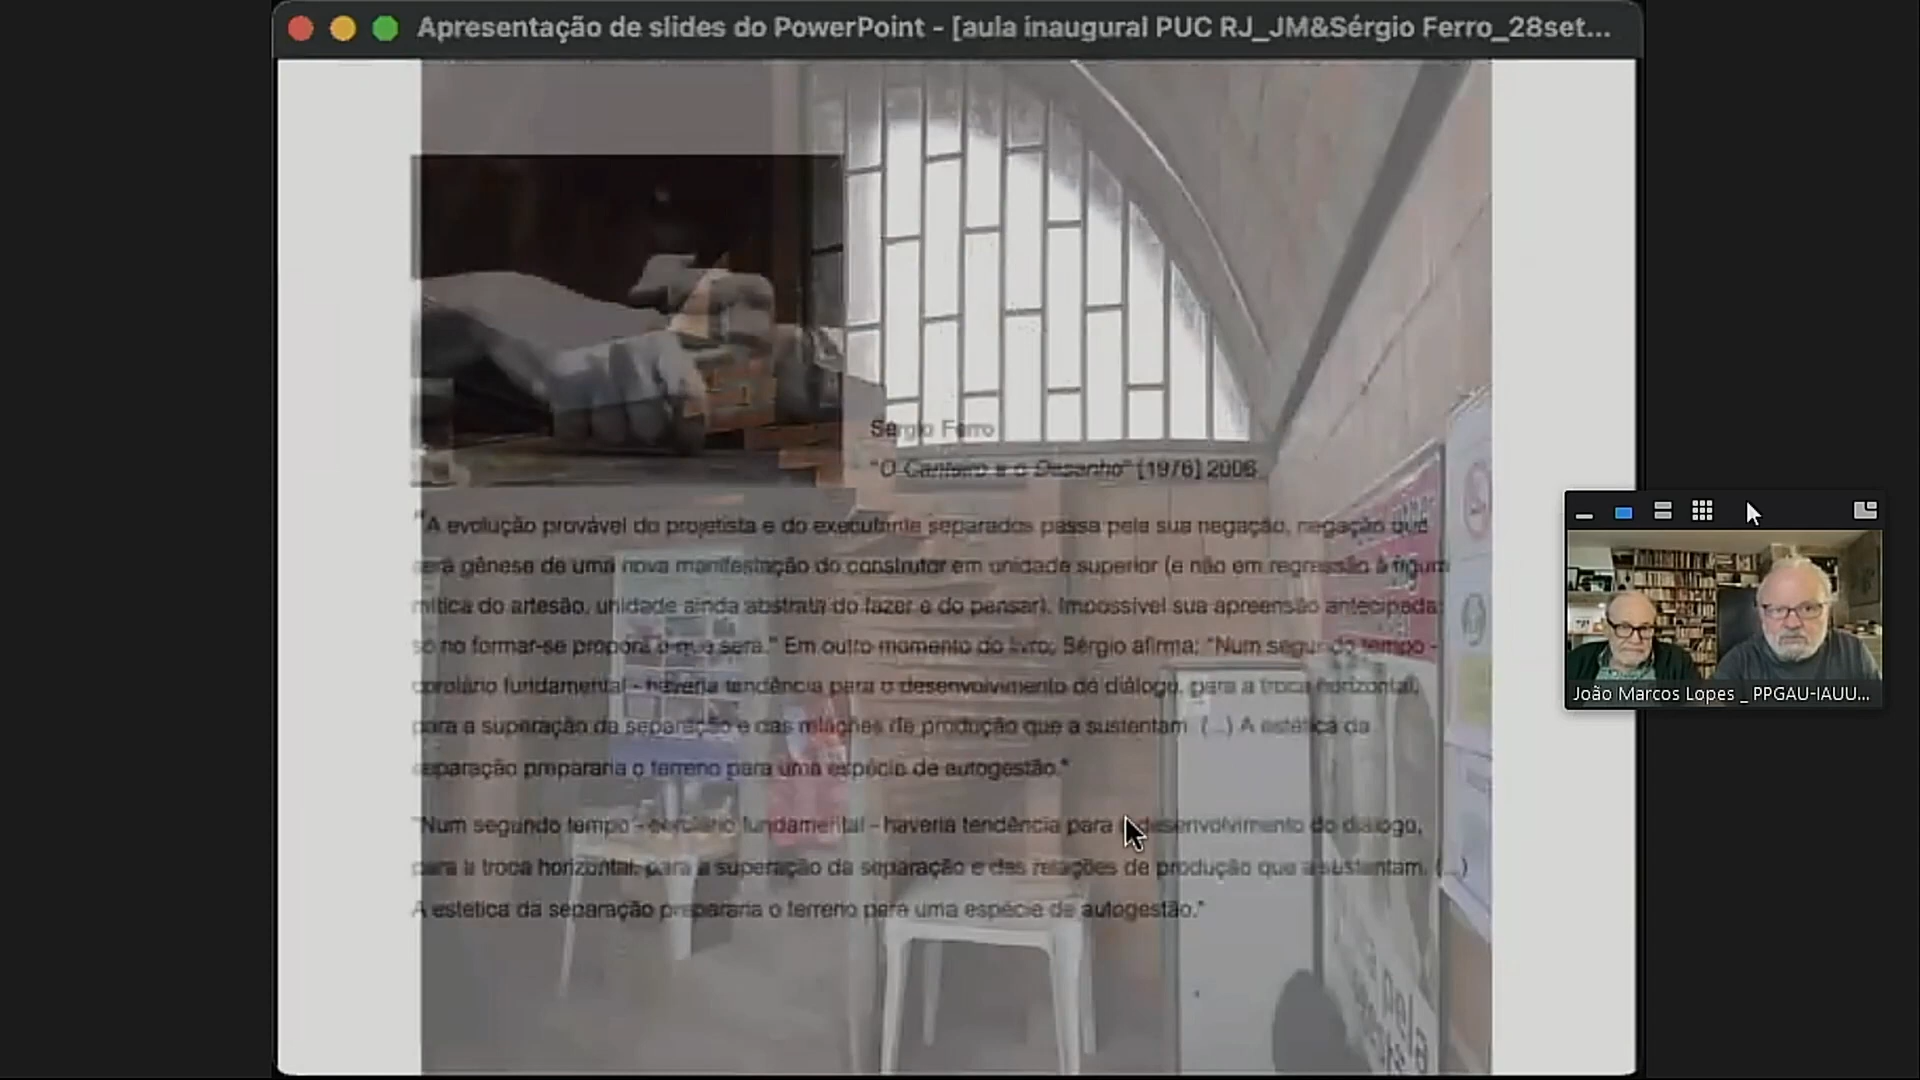 Apresentação de slides do PowerPoint - [aula inaugural PUC RJ_JM&Sérgio Ferro_28set...
Sérgio Ferro
"O Canteiro e o Desenho" [1976] 2006
"A evolução provável do projetista e do executante separados passa pela sua negação, negação que
será gênese de uma nova manifestação do construtor em unidade superior (e não em regressão à figura
mítica do artesão, unidade ainda abstrata do fazer e do pensar). Impossível sua apreensão antecipada:
só no formar-se proporá o que será." Em outro momento do livro, Sérgio afirma: "Num segundo tempo -
corolário fundamental - haveria tendência para o desenvolvimento do diálogo, para a troca horizontal,
para a superação da separação e das relações de produção que a sustentam. (...) A estética da
separação prepararia o terreno para uma espécie de autogestão."
"Num segundo tempo - corolário fundamental - haveria tendência para o desenvolvimento do diálogo,
para a troca horizontal, para a superação da separação e das relações de produção que a sustentam. (...)
A estética da separação prepararia o terreno para uma espécie de autogestão."
João Marcos Lopes _ PPGAU-IAUU...